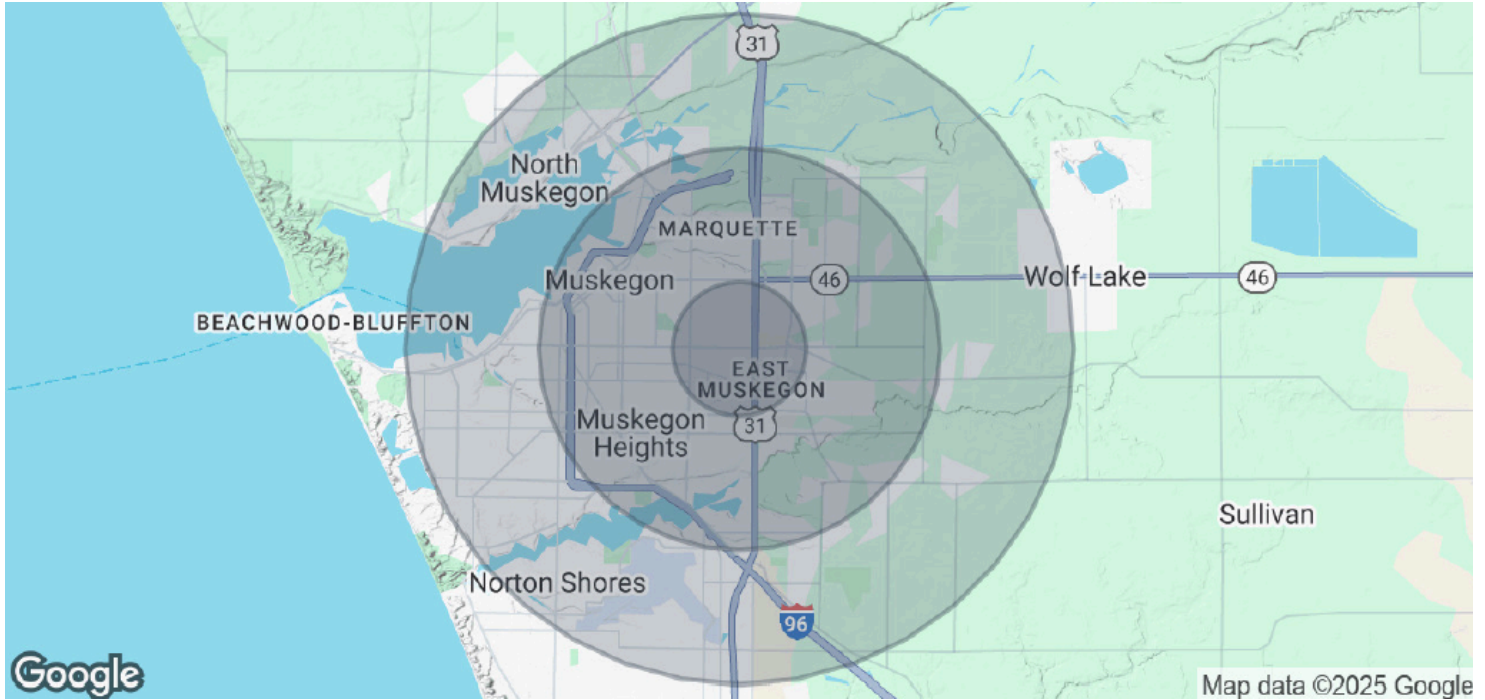 31
North
Muskegon
MARQUETTE
Muskegon
46
Wolf Lake
46
BEACHWOOD-BLUFFTON
EAST
MUSKEGON
Muskegon
Heights
31
Sullivan
Norton Shores
96
Google
Map data ©2025 Google